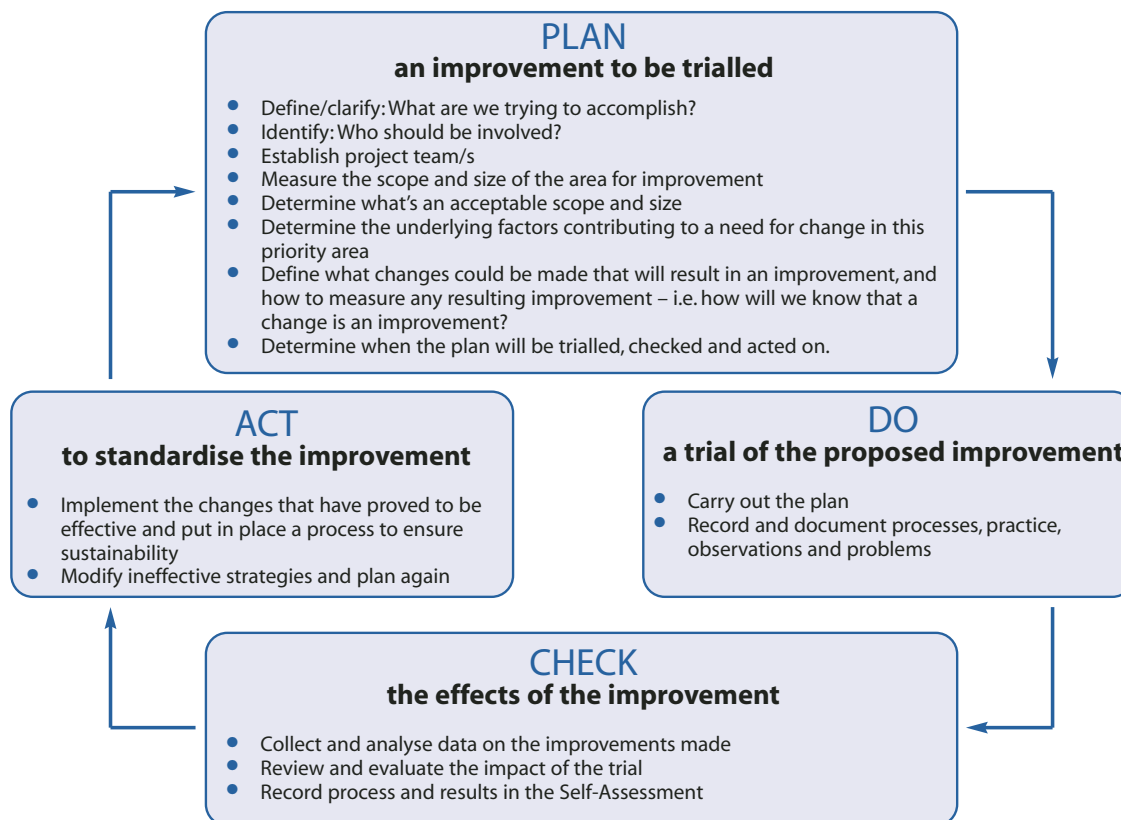 PLAN
an improvement to be trialled
• Define/clarify: What are we trying to accomplish?
• Identify: Who should be involved?
• Establish project team/s
• Measure the scope and size of the area for improvement
• Determine what's an acceptable scope and size
• Determine the underlying factors contributing to a need for change in this
priority area
• Define what changes could be made that will result in an improvement, and
how to measure any resulting improvement – i.e. how will we know that a
change is an improvement?
• Determine when the plan will be trialled, checked and acted on.
ACT
to standardise the improvement
• Implement the changes that have proved to be
effective and put in place a process to ensure
sustainability
• Modify ineffective strategies and plan again
DO
a trial of the proposed improvement
• Carry out the plan
• Record and document processes, practice,
observations and problems
CHECK
the effects of the improvement
• Collect and analyse data on the improvements made
• Review and evaluate the impact of the trial
• Record process and results in the Self-Assessment